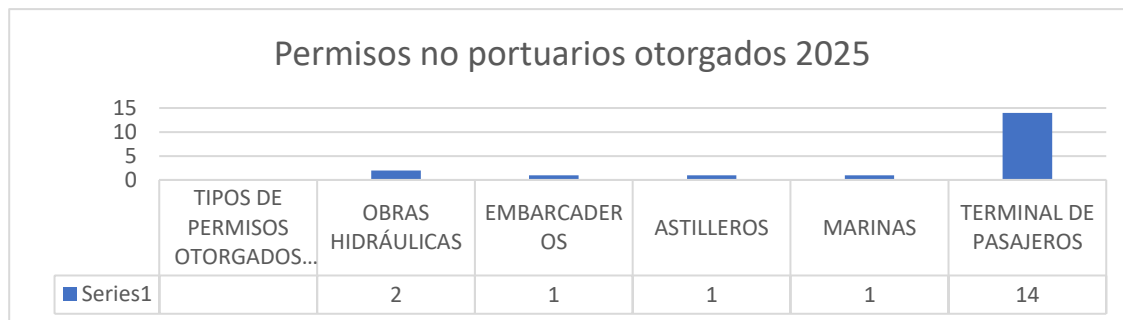 Permisos no portuarios otorgados 2025
15
10
5
0
TIPOS DE
PERMISOS
OTORGADOS...
OBRAS
HIDRÁULICAS
EMBARCADER
OS
ASTILLEROS
MARINAS
TERMINAL DE
PASAJEROS
Series1
2
1
1
1
14